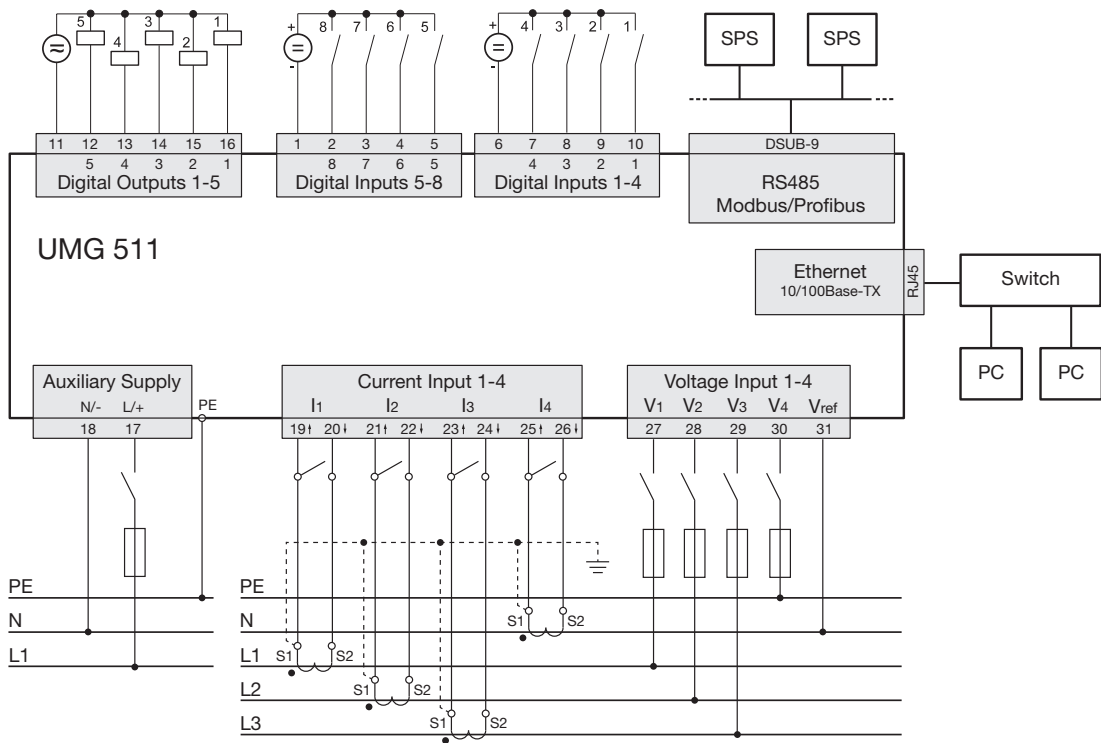 5 3 1
4 2
8 7 6 5
4 3 2 1
+ -
+ -
SPS SPS
11 12 13 14 15 16
5 4 3 2 1
Digital Outputs 1-5
1 2 3 4 5
8 7 6 5
Digital Inputs 5-8
6 7 8 9 10
4 3 2 1
Digital Inputs 1-4
DSUB-9
RS485
Modbus/Profibus
UMG 511
Ethernet
10/100Base-TX
RJ45
Switch
PC PC
Auxiliary Supply
N/- L/+ PE
18 17
Current Input 1-4
I1 I2 I3 I4
19 20 21 22 23 24 25 26
Voltage Input 1-4
V1 V2 V3 V4 Vref
27 28 29 30 31
PE
N
L1
PE
N
L1
L2
L3
S1 S2
S1 S2
S1 S2
S1 S2